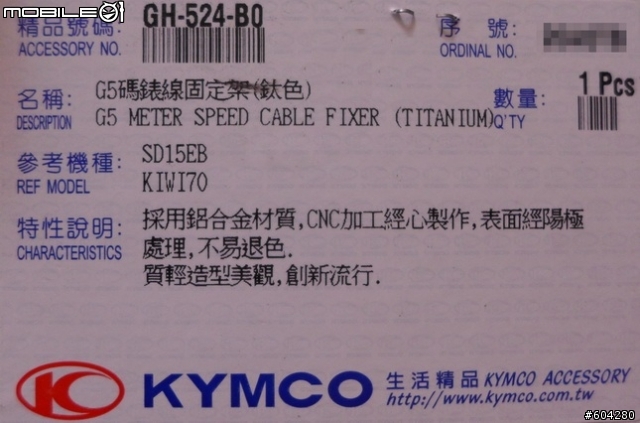 MOBILE01
精品號碼: GH-524-B0 序號:
ACCESSORY NO. ORDINAL NO.
名稱: G5碼錶線固定架(鈦色) 數量: 1 Pcs
DESCRIPTION G5 METER SPEED CABLE FIXER (TITANIUM) Q'TY
參考機種: SD15EB
REF MODEL KIWI70
特性說明: 採用鋁合金材質,CNC加工經心製作,表面經陽極
CHARACTERISTICS 處理,不易退色.
質輕造型美觀,創新流行.
KYMCO 生活精品 KYMCO ACCESSORY
http://www.kymco.com.tw
#604280